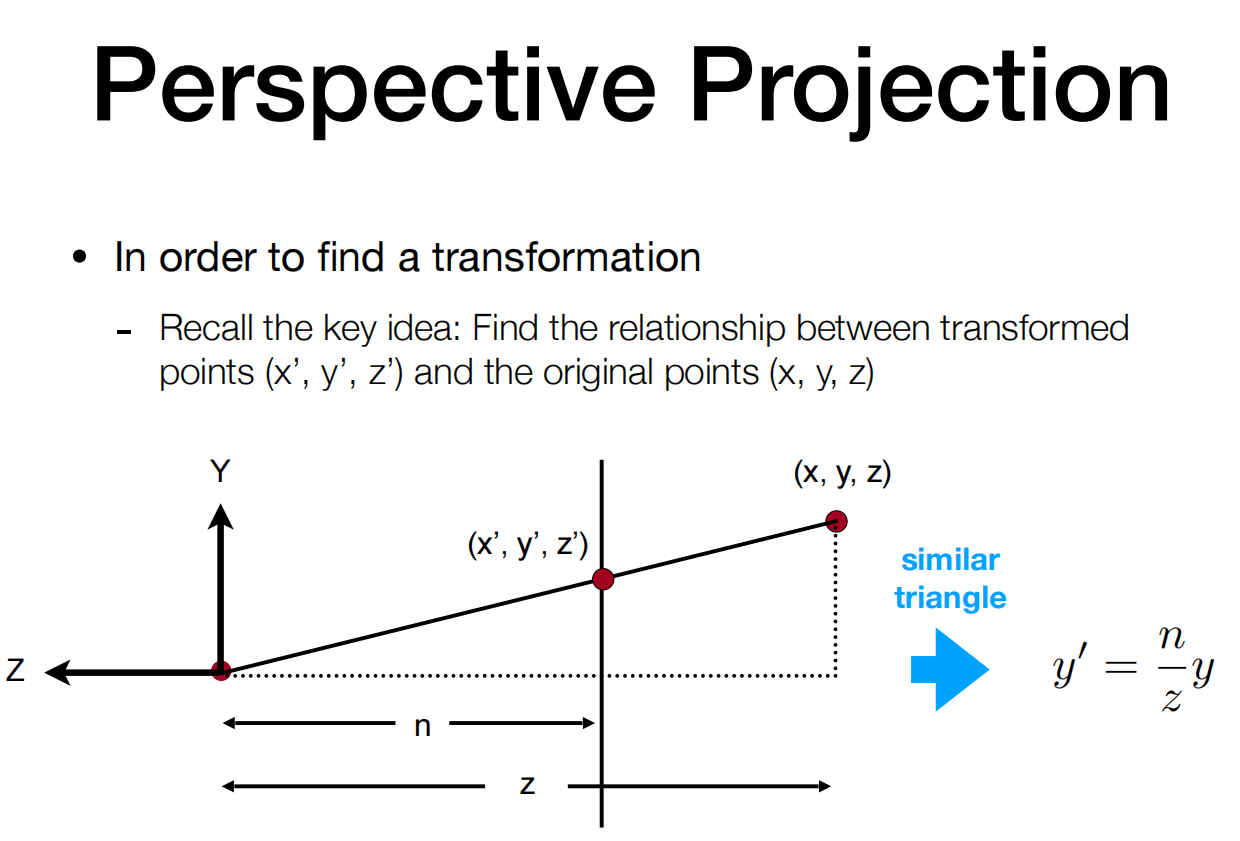 Perspective Projection
• In order to find a transformation
- Recall the key idea: Find the relationship between transformed
points (x’, y’, z’) and the original points (x, y, z)
Y
(x, y, z)
(x’, y’, z’)
similar
triangle
Z
y′ = n/z y
n
z